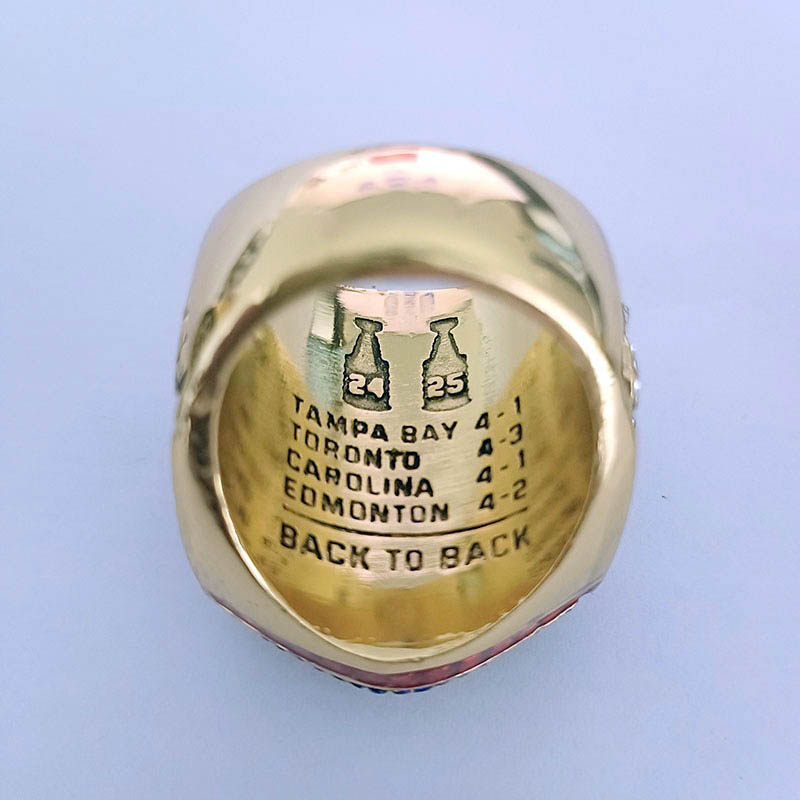 24 25
TAMPA BAY 4-1
TORONTO 4-3
CAROLINA 4-1
EDMONTON 4-2
BACK TO BACK